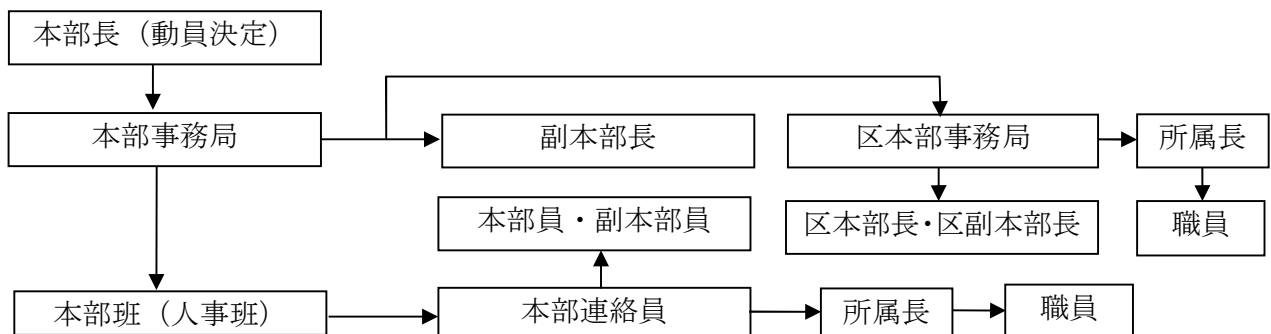 本部長（動員決定）
本部事務局
副本部長
区本部事務局
所属長
本部員・副本部員
区本部長・区副本部長
職員
本部班（人事班）
本部連絡員
所属長
職員